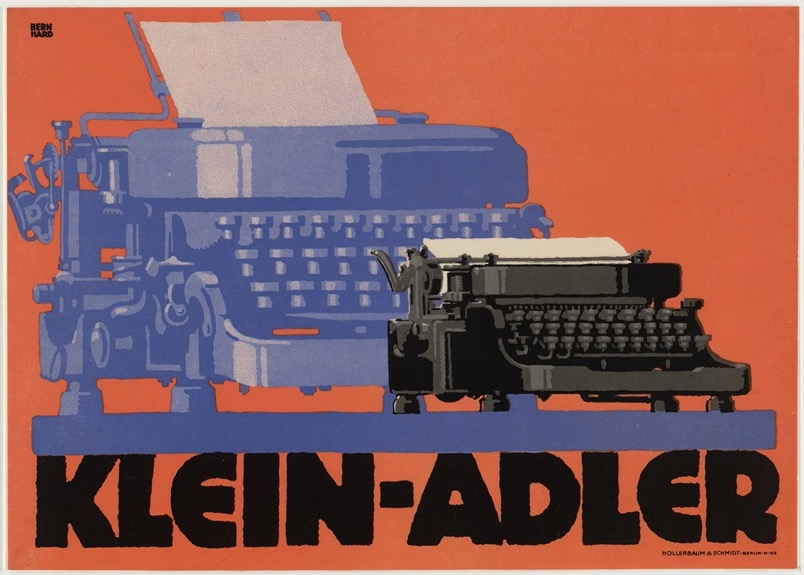 BERN
HARD
KLEIN-ADLER
HOLLERBAUM & SCHMIDT: BERLIN·N·65